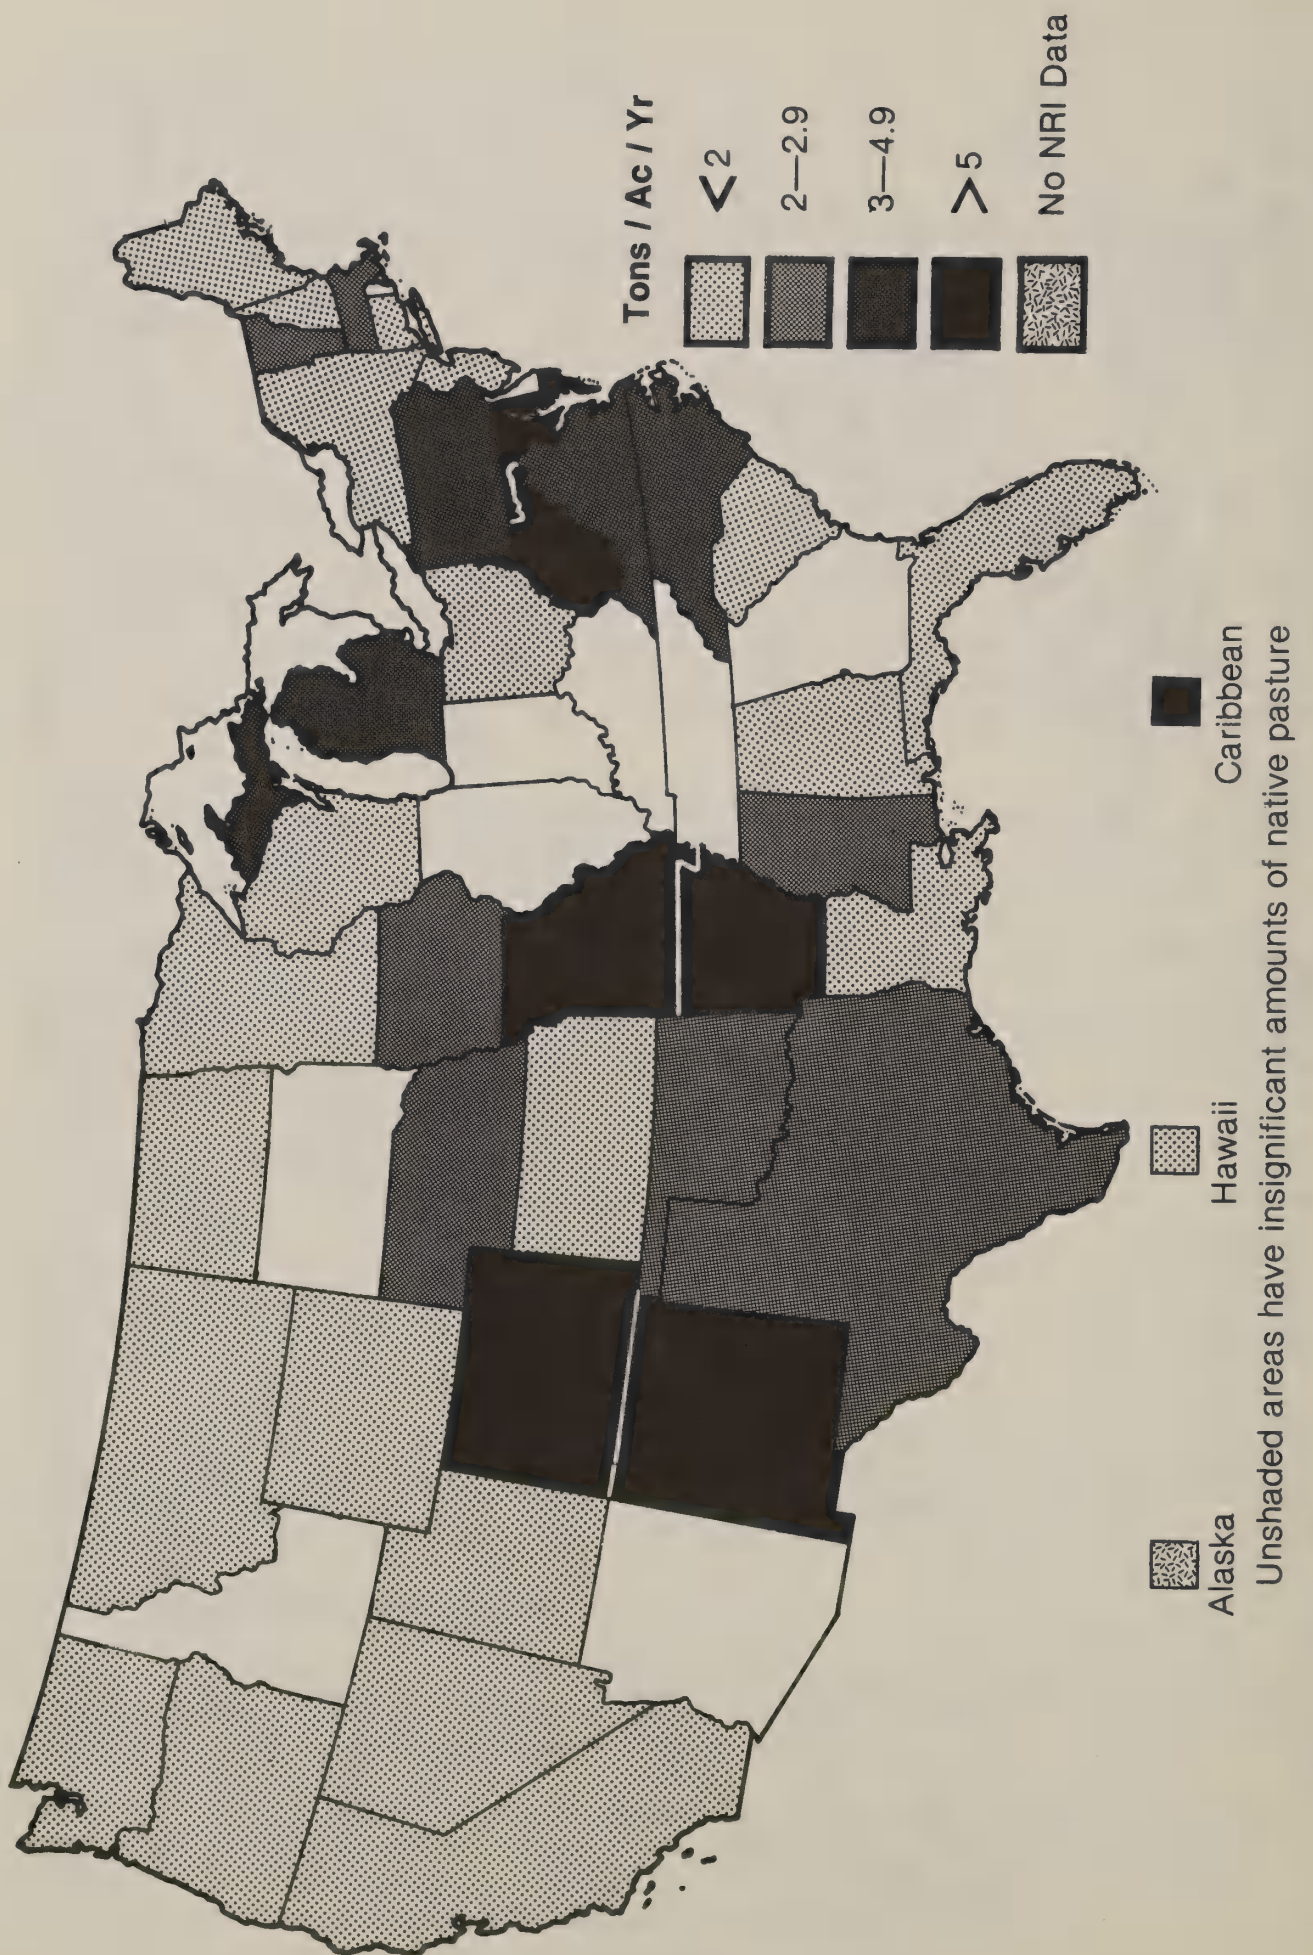 Tons / Ac / Yr
< 2
2—2.9
3—4.9
> 5
No NRI Data
Alaska
Hawaii
Caribbean
Unshaded areas have insignificant amounts of native pasture